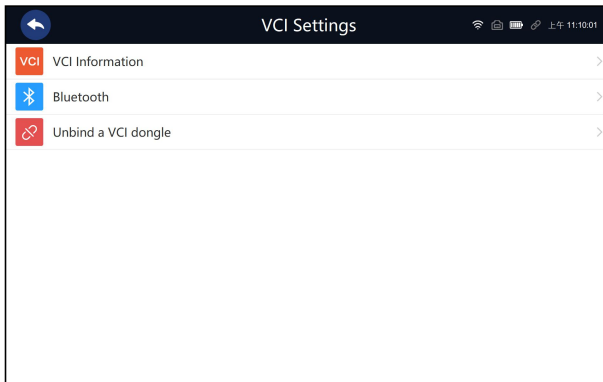 VCI Settings
上午 11:10:01
VCI VCI Information
Bluetooth
Unbind a VCI dongle